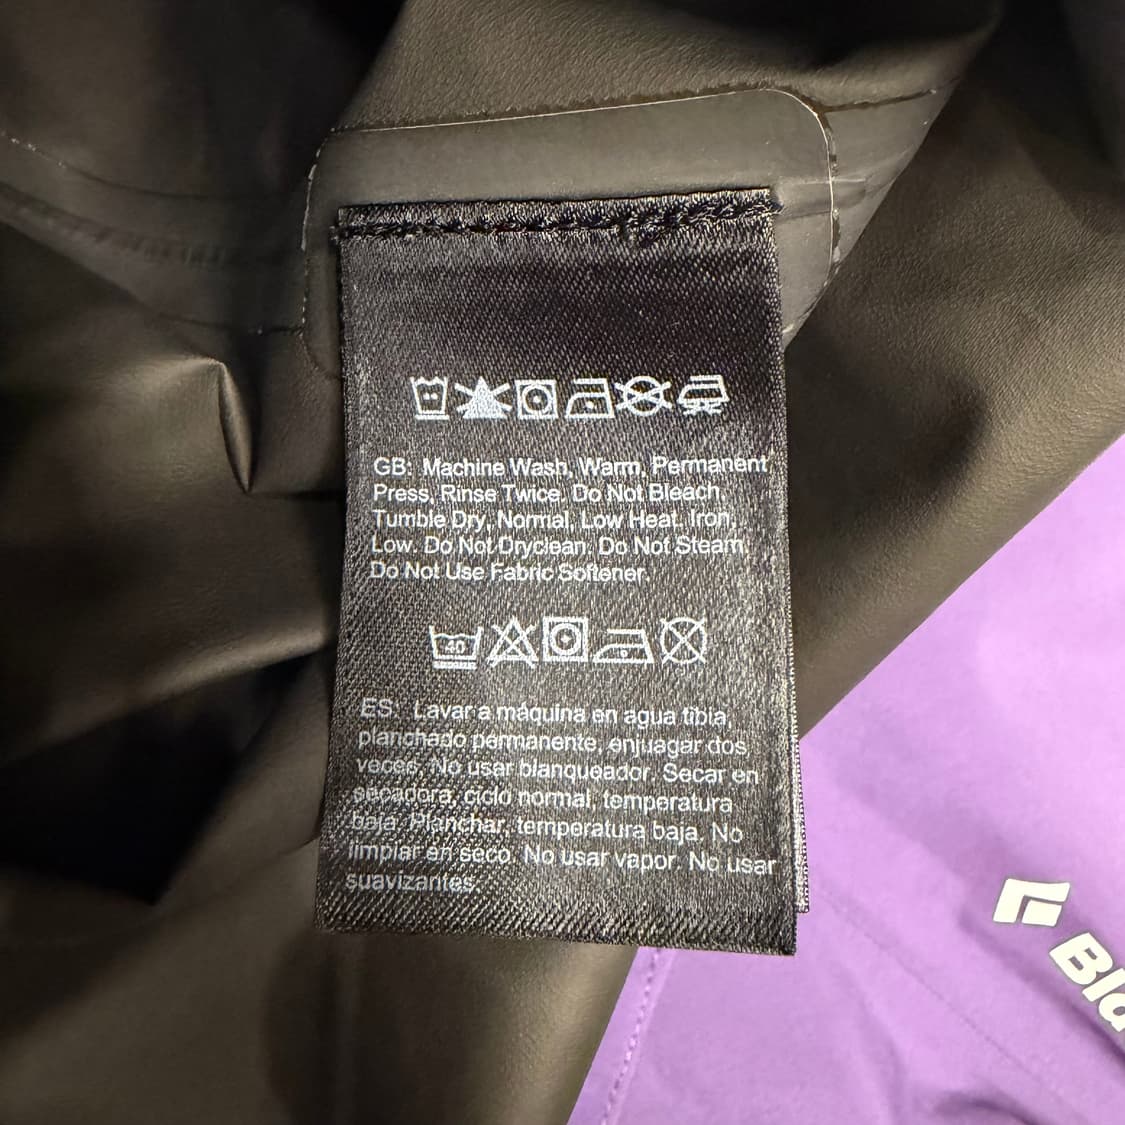 GB: Machine Wash, Warm, Permanent
Press, Rinse Twice. Do Not Bleach.
Tumble Dry, Normal, Low Heat. Iron,
Low. Do Not Dryclean. Do Not Steam.
Do Not Use Fabric Softener.
40
ES: Lavar a máquina en agua tibia,
planchado permanente, enjuagar dos
veces. No usar blanqueador. Secar en
secadora, ciclo normal, temperatura
baja. Planchar, temperatura baja. No
limpiar en seco. No usar vapor. No usar
suavizantes.
Bla